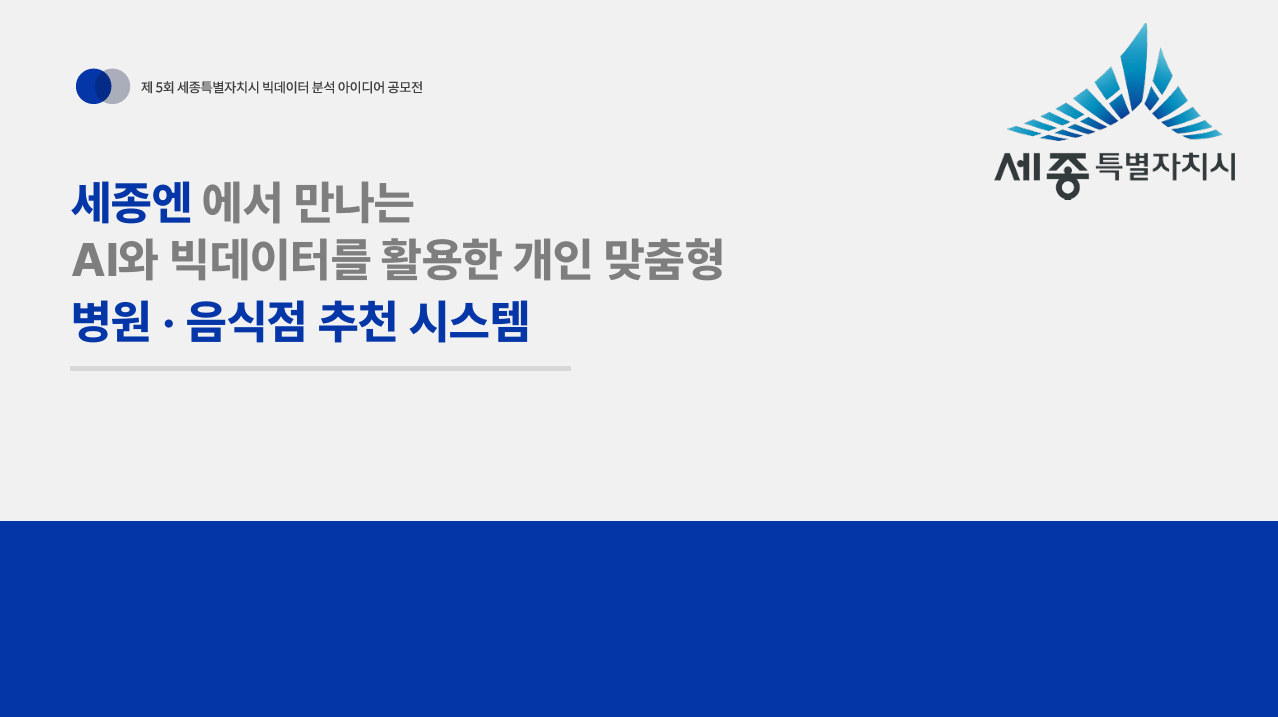 제 5회 세종특별자치시 빅데이터 분석 아이디어 공모전
세종특별자치시
세종엔 에서 만나는
AI와 빅데이터를 활용한 개인 맞춤형
병원 · 음식점 추천 시스템